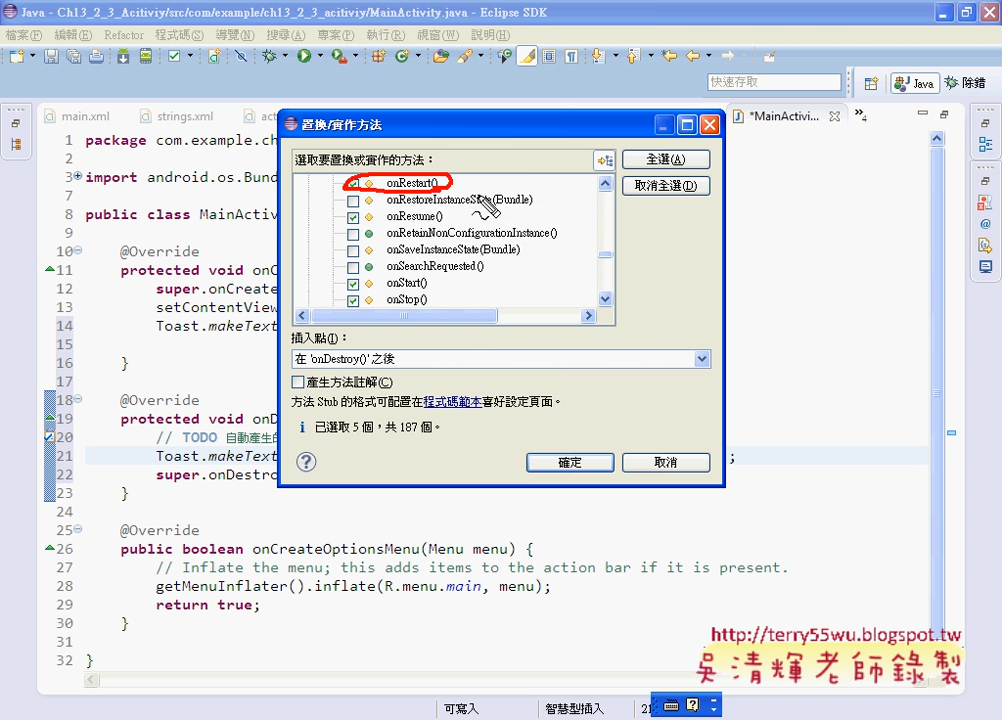 Java - Ch13_2_3_Acitiviy/src/com/example/ch13_2_3_acitiviy/MainActivity.java - Eclipse SDK
檔案(F) 編輯(E) Refactor 程式碼(S) 導覽(N) 搜尋(A) 專案(P) 執行(R) 視窗(W) 說明(H)
快速存取
Java
除錯
main.xml
strings.xml
act
*MainActivi...
4
1 package com.example.ch
2
3 import android.os.Bund
7
8 public class MainActiv
9
10 @Override
11 protected void onC
12 super.onCreate
13 setContentView
14 Toast.makeText
15
16 }
17
18 @Override
19 protected void onD
20 // TODO 自動產生的
21 Toast.makeText ;
22 super.onDestro
23 }
24
25 @Override
26 public boolean onCreateOptionsMenu(Menu menu) {
27 // Inflate the menu; this adds items to the action bar if it is present.
28 getMenuInflater().inflate(R.menu.main, menu);
29 return true;
30 }
31
32 }
置換/實作方法
選取要置換或實作的方法：
全選(A)
取消全選(D)
onRestart()
onRestoreInstanceState(Bundle)
onResume()
onRetainNonConfigurationInstance()
onSaveInstanceState(Bundle)
onSearchRequested()
onStart()
onStop()
插入點(I)：
在 'onDestroy()' 之後
產生方法註解(C)
方法 Stub 的格式可配置在程式碼範本喜好設定頁面。
已選取 5 個，共 187 個。
確定
取消
http://terry55wu.blogspot.tw
吳清輝老師錄製
可寫入
智慧型插入
21